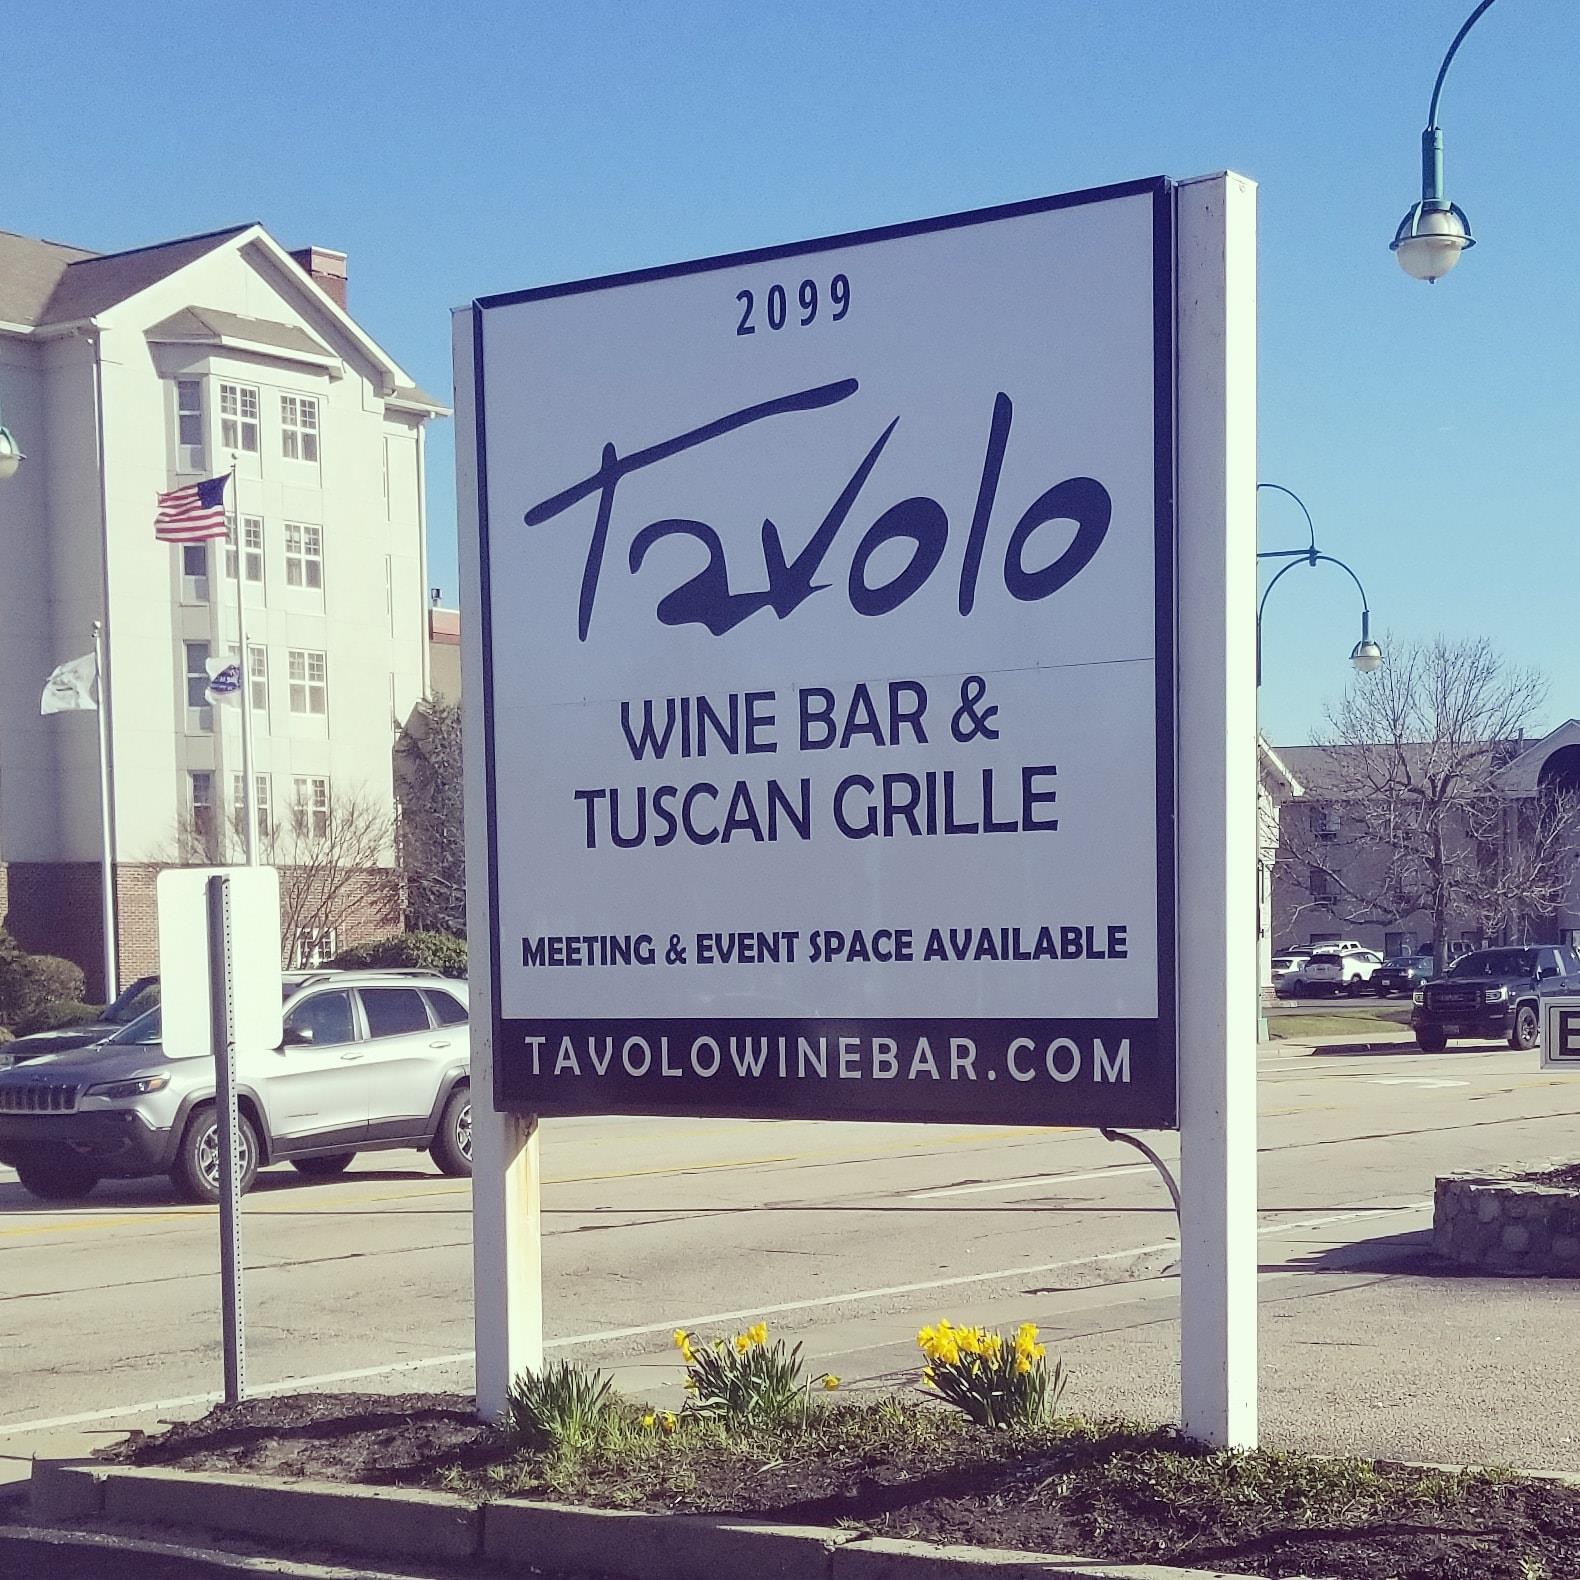 2099
Tavolo
WINE BAR &
TUSCAN GRILLE
MEETING & EVENT SPACE AVAILABLE
TAVOLOWINEBAR.COM